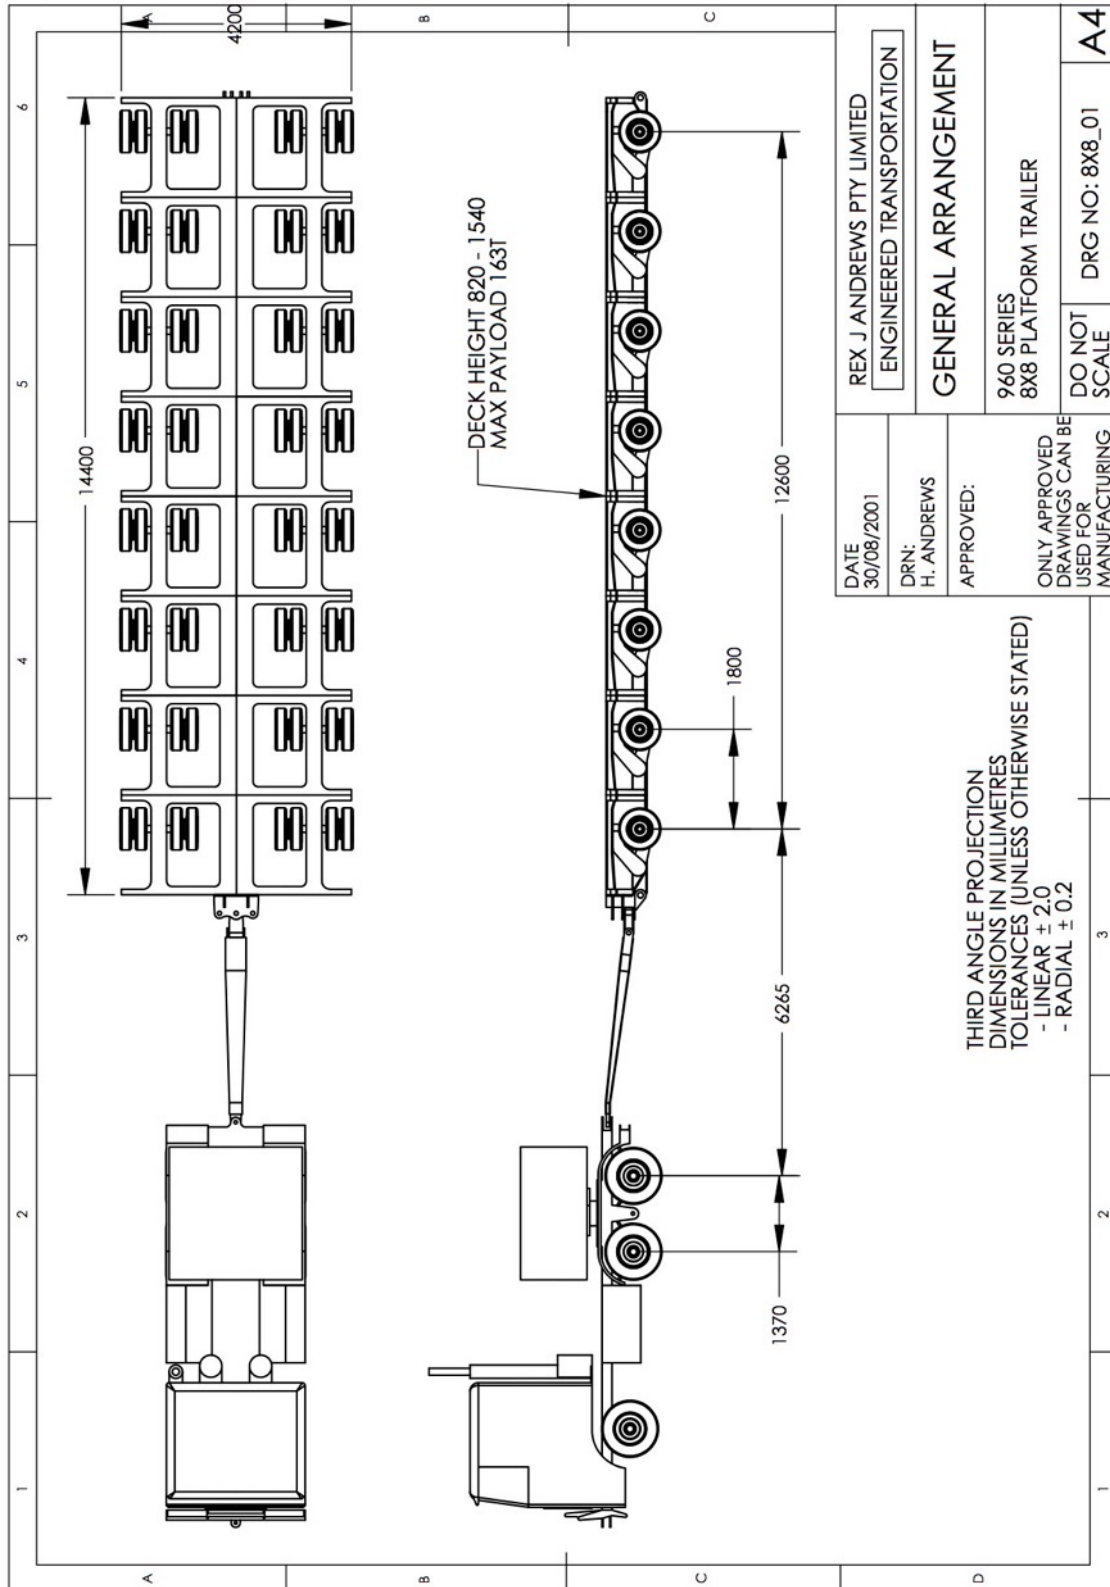 1
2
3
4
5
6
A
B
C
4200
14400
DECK HEIGHT 820 - 1540
MAX PAYLOAD 163T
12600
1800
6265
1370
A
B
C
D
1
2
3
THIRD ANGLE PROJECTION
DIMENSIONS IN MILLIMETRES
TOLERANCES (UNLESS OTHERWISE STATED)
- LINEAR ± 2.0
- RADIAL ± 0.2
DATE
30/08/2001
DRN:
H. ANDREWS
APPROVED:
ONLY APPROVED
DRAWINGS CAN BE
USED FOR
MANUFACTURING
REX J ANDREWS PTY LIMITED
ENGINEERED TRANSPORTATION
GENERAL ARRANGEMENT
960 SERIES
8X8 PLATFORM TRAILER
DO NOT
SCALE
DRG NO: 8X8_01
A4